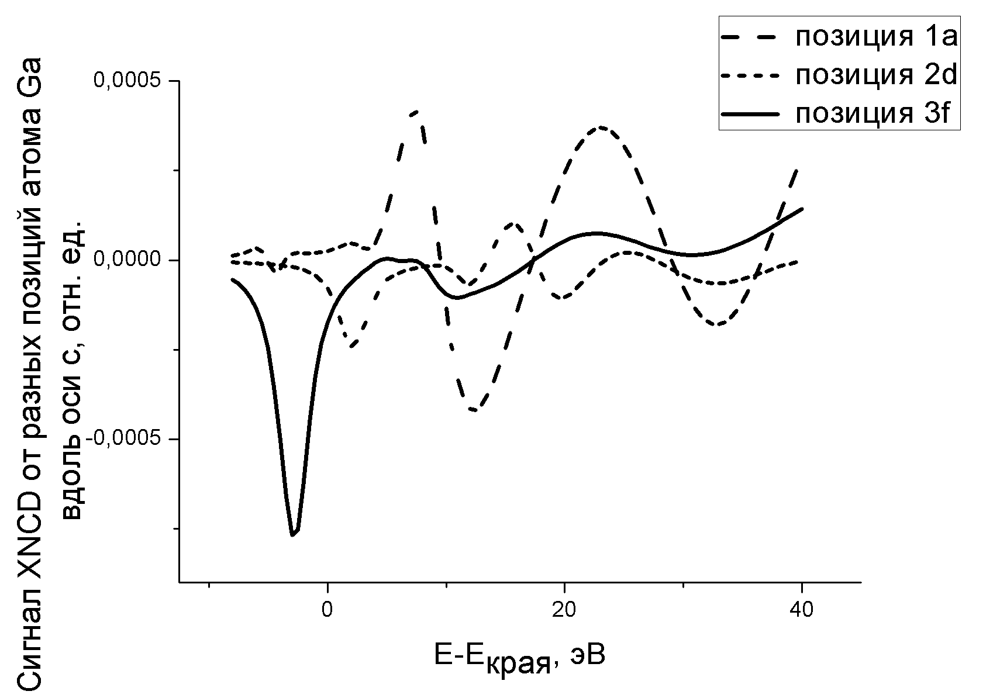 позиция 1a
позиция 2d
позиция 3f
Сигнал XNCD от разных позиций атома Ga
вдоль оси с, отн. ед.
0,0005
0,0000
-0,0005
0
20
40
E-Eкрая, эВ